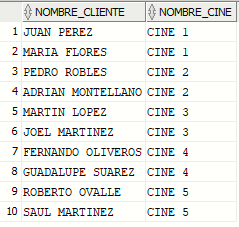 NOMBRE_CLIENTE NOMBRE_CINE
1 JUAN PEREZ CINE 1
2 MARIA FLORES CINE 1
3 PEDRO ROBLES CINE 2
4 ADRIAN MONTELLANO CINE 2
5 MARTIN LOPEZ CINE 3
6 JOEL MARTINEZ CINE 3
7 FERNANDO OLIVEROS CINE 4
8 GUADALUPE SUAREZ CINE 4
9 ROBERTO OVALLE CINE 5
10 SAUL MARTINEZ CINE 5